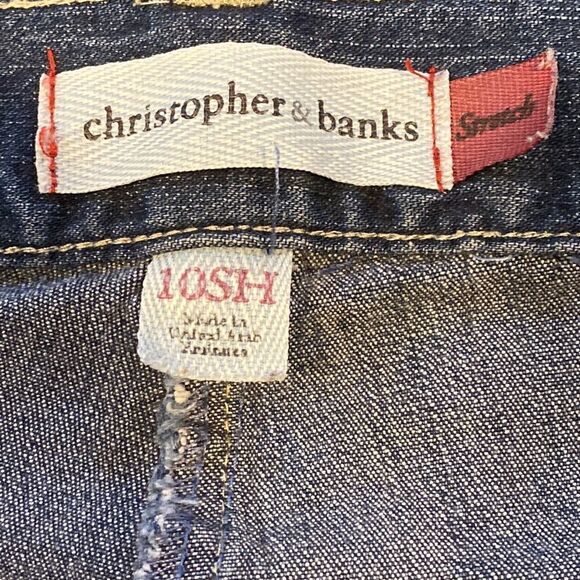 christopher & banks
Stretch
10SH
Made in
United Arab
Emirates